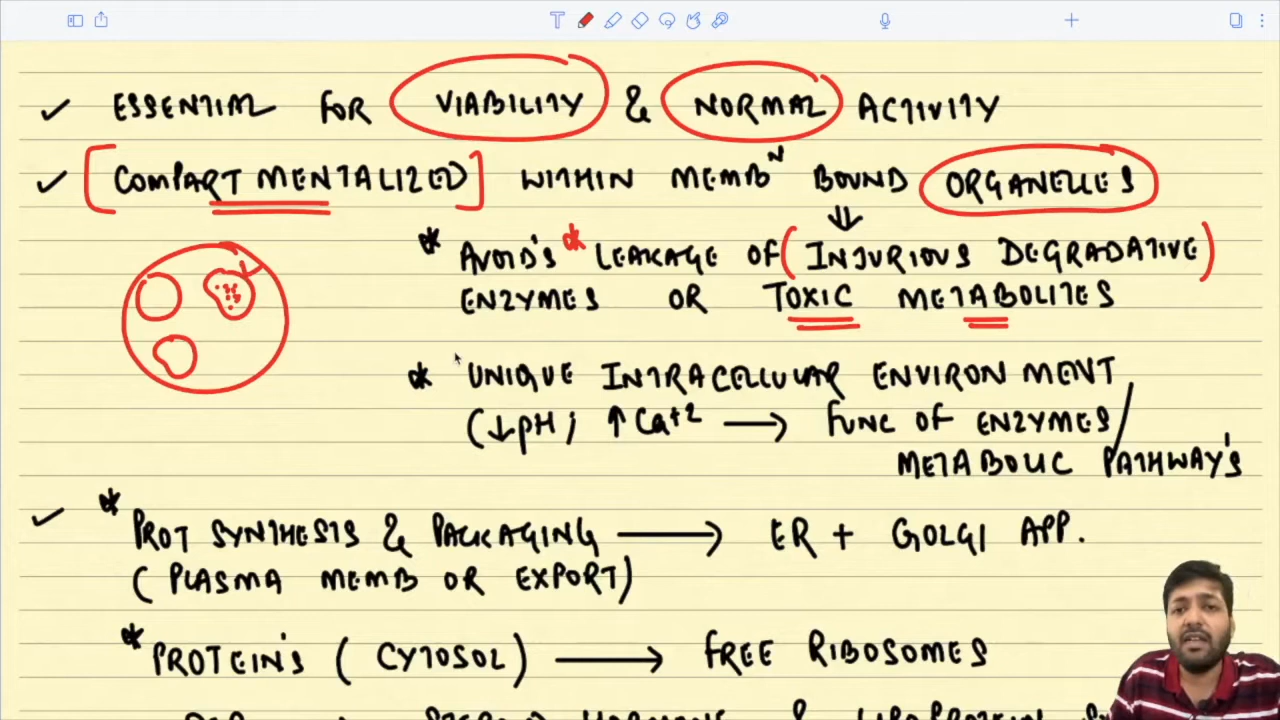 ✓ ESSENTIAL FOR VIABILITY & NORMAL ACTIVITY
✓ [COMPARTMENTALIZED] WITHIN MEMBᴺ BOUND ORGANELLES
⇓
* AVOID'S * LEAKAGE OF (INJURIOUS DEGRADATIVE)
ENZYMES OR TOXIC METABOLITES
* UNIQUE INTRACELLULAR ENVIRONMENT
(↓pH; ↑Ca+2 → FUNC OF ENZYMES/
METABOLIC PATHWAY'S
✓ * PROT SYNTHESIS & PACKAGING → ER + GOLGI APP.
(PLASMA MEMB OR EXPORT)
* PROTEIN'S (CYTOSOL) → FREE RIBOSOMES